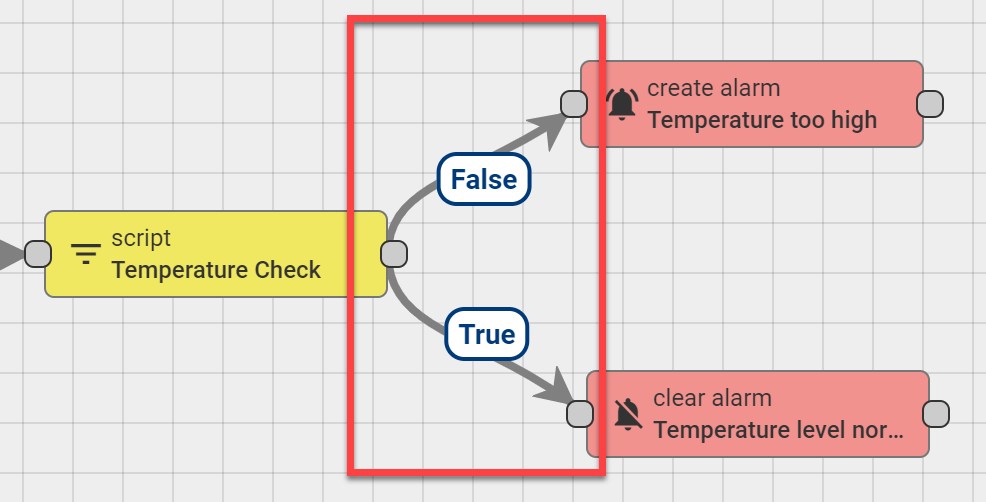 create alarm
Temperature too high
False
script
Temperature Check
True
clear alarm
Temperature level nor...